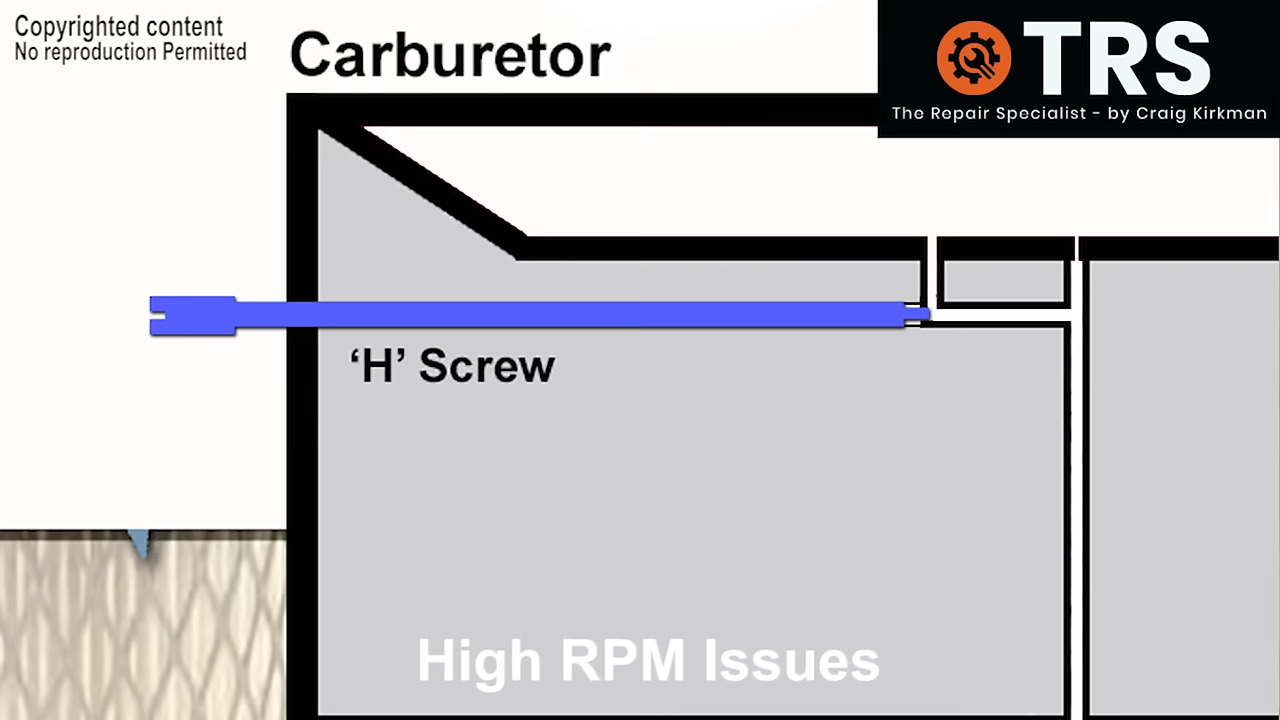 Copyrighted content
No reproduction Permitted
Carburetor
TRS
The Repair Specialist - by Craig Kirkman
‘H’ Screw
High RPM Issues